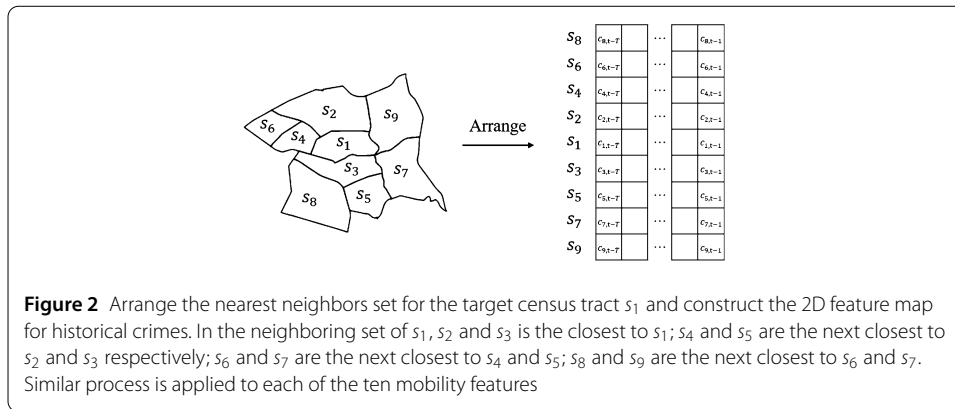 s₂
s₉
s₆
s₄
s₁
s₃
s₇
s₈
s₅
Arrange
s₈ c₈,ₜ₋T ... c₈,ₜ₋₁
s₆ c₆,ₜ₋T ... c₆,ₜ₋₁
s₄ c₄,ₜ₋T ... c₄,ₜ₋₁
s₂ c₂,ₜ₋T ... c₂,ₜ₋₁
s₁ c₁,ₜ₋T ... c₁,ₜ₋₁
s₃ c₃,ₜ₋T ... c₃,ₜ₋₁
s₅ c₅,ₜ₋T ... c₅,ₜ₋₁
s₇ c₇,ₜ₋T ... c₇,ₜ₋₁
s₉ c₉,ₜ₋T ... c₉,ₜ₋₁
Figure 2 Arrange the nearest neighbors set for the target census tract s₁ and construct the 2D feature map
for historical crimes. In the neighboring set of s₁, s₂ and s₃ is the closest to s₁; s₄ and s₅ are the next closest to
s₂ and s₃ respectively; s₆ and s₇ are the next closest to s₄ and s₅; s₈ and s₉ are the next closest to s₆ and s₇.
Similar process is applied to each of the ten mobility features